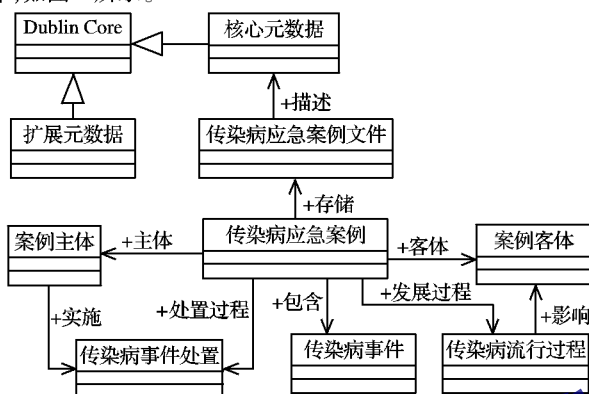 Dublin Core
核心元数据
+描述
扩展元数据
传染病应急案例文件
+存储
案例主体
+主体
传染病应急案例
+客体
案例客体
+实施
+处置过程
+包含
+发展过程
+影响
传染病事件处置
传染病事件
传染病流行过程